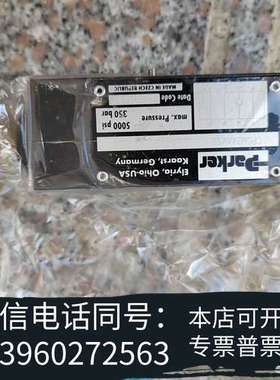 Parker
Elyria, Ohio-USA
Kaarst, Germany
max. Pressure
5000 psi
350 bar
Date Code
MADE IN CZECH REPUBLIC
信电话同号：
3960272563
本店可开
专票普票